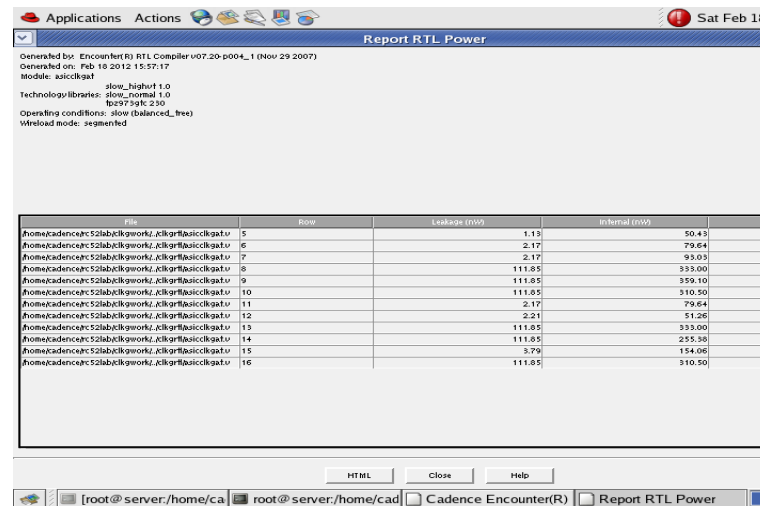 Applications Actions Sat Feb 18
Report RTL Power
Generated by: Encounter(R) RTL Compiler v07.20-p004_1 (Nov 29 2007)
Generated on: Feb 18 2012 15:57:17
Module: asicclkgat
slow_highvt 1.0
Technology libraries: slow_normal 1.0
tpz973gtc 230
Operating conditions: slow (balanced_tree)
Wireload mode: segmented
File Row Leakage (nW) Internal (nW)
/home/cadence/rc52lab/clkgwork/../clkgrtl/asicclkgat.v 5 1.13 50.43
/home/cadence/rc52lab/clkgwork/../clkgrtl/asicclkgat.v 6 2.17 79.64
/home/cadence/rc52lab/clkgwork/../clkgrtl/asicclkgat.v 7 2.17 93.03
/home/cadence/rc52lab/clkgwork/../clkgrtl/asicclkgat.v 8 111.85 333.00
/home/cadence/rc52lab/clkgwork/../clkgrtl/asicclkgat.v 9 111.85 359.10
/home/cadence/rc52lab/clkgwork/../clkgrtl/asicclkgat.v 10 111.85 310.50
/home/cadence/rc52lab/clkgwork/../clkgrtl/asicclkgat.v 11 2.17 79.64
/home/cadence/rc52lab/clkgwork/../clkgrtl/asicclkgat.v 12 2.21 51.26
/home/cadence/rc52lab/clkgwork/../clkgrtl/asicclkgat.v 13 111.85 333.00
/home/cadence/rc52lab/clkgwork/../clkgrtl/asicclkgat.v 14 111.85 255.38
/home/cadence/rc52lab/clkgwork/../clkgrtl/asicclkgat.v 15 3.79 154.06
/home/cadence/rc52lab/clkgwork/../clkgrtl/asicclkgat.v 16 111.85 310.50
HTML Close Help
[root@server:/home/ca root@server:/home/cad Cadence Encounter(R) Report RTL Power